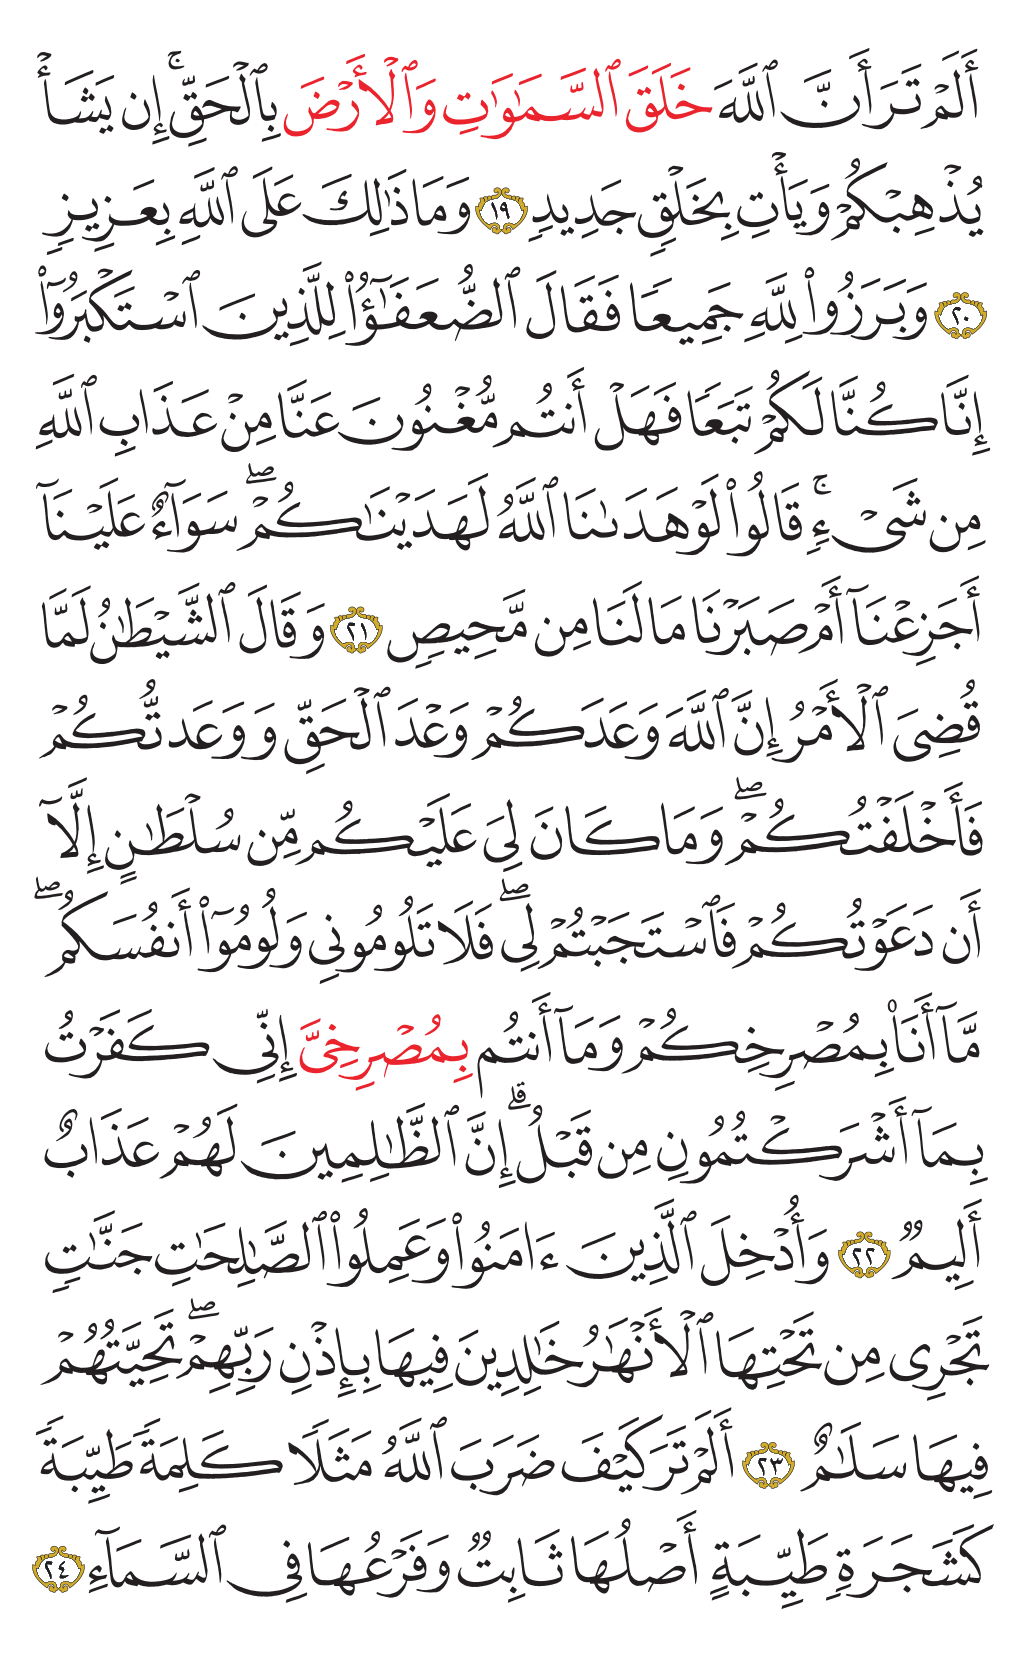 أَلَمۡ تَرَ أَنَّ ٱللَّهَ خَلَقَ ٱلسَّمَٰوَٰتِ وَٱلۡأَرۡضَ بِٱلۡحَقِّۚ إِن يَشَأۡ
يُذۡهِبۡكُمۡ وَيَأۡتِ بِخَلۡقٖ جَدِيدٖ ١٩ وَمَا ذَٰلِكَ عَلَى ٱللَّهِ بِعَزِيزٖ
٢٠ وَبَرَزُواْ لِلَّهِ جَمِيعٗا فَقَالَ ٱلضُّعَفَٰٓؤُاْ لِلَّذِينَ ٱسۡتَكۡبَرُوٓاْ
إِنَّا كُنَّا لَكُمۡ تَبَعٗا فَهَلۡ أَنتُم مُّغۡنُونَ عَنَّا مِنۡ عَذَابِ ٱللَّهِ
مِن شَيۡءٖۚ قَالُواْ لَوۡ هَدَىٰنَا ٱللَّهُ لَهَدَيۡنَٰكُمۡۖ سَوَآءٌ عَلَيۡنَآ
أَجَزِعۡنَآ أَمۡ صَبَرۡنَا مَا لَنَا مِن مَّحِيصٖ ٢١ وَقَالَ ٱلشَّيۡطَٰنُ لَمَّا
قُضِيَ ٱلۡأَمۡرُ إِنَّ ٱللَّهَ وَعَدَكُمۡ وَعۡدَ ٱلۡحَقِّ وَوَعَدتُّكُمۡ
فَأَخۡلَفۡتُكُمۡۖ وَمَا كَانَ لِيَ عَلَيۡكُم مِّن سُلۡطَٰنٍ إِلَّآ
أَن دَعَوۡتُكُمۡ فَٱسۡتَجَبۡتُمۡ لِيۖ فَلَا تَلُومُونِي وَلُومُوٓاْ أَنفُسَكُمۖ
مَّآ أَنَا۠ بِمُصۡرِخِكُمۡ وَمَآ أَنتُم بِمُصۡرِخِيَّ إِنِّي كَفَرۡتُ
بِمَآ أَشۡرَكۡتُمُونِ مِن قَبۡلُۗ إِنَّ ٱلظَّٰلِمِينَ لَهُمۡ عَذَابٌ
أَلِيمٞ ٢٢ وَأُدۡخِلَ ٱلَّذِينَ ءَامَنُواْ وَعَمِلُواْ ٱلصَّٰلِحَٰتِ جَنَّٰتٖ
تَجۡرِي مِن تَحۡتِهَا ٱلۡأَنۡهَٰرُ خَٰلِدِينَ فِيهَا بِإِذۡنِ رَبِّهِمۡۖ تَحِيَّتُهُمۡ
فِيهَا سَلَٰمٌ ٢٣ أَلَمۡ تَرَ كَيۡفَ ضَرَبَ ٱللَّهُ مَثَلٗا كَلِمَةٗ طَيِّبَةٗ
كَشَجَرَةٖ طَيِّبَةٍ أَصۡلُهَا ثَابِتٞ وَفَرۡعُهَا فِي ٱلسَّمَآءِ ٢٤